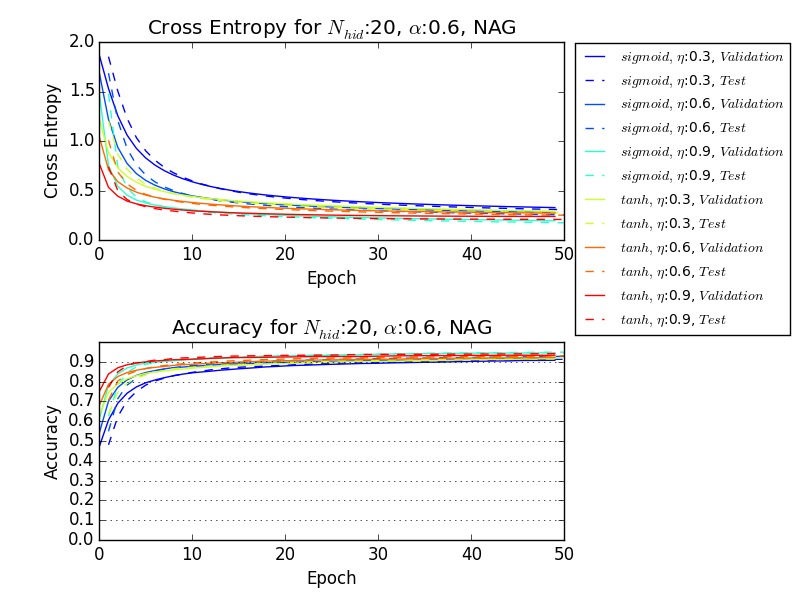 Cross Entropy for N_hid:20, α:0.6, NAG
2.0
1.5
1.0
0.5
0.0
Cross Entropy
0 10 20 30 40 50
Epoch
sigmoid, η:0.3, Validation
sigmoid, η:0.3, Test
sigmoid, η:0.6, Validation
sigmoid, η:0.6, Test
sigmoid, η:0.9, Validation
sigmoid, η:0.9, Test
tanh, η:0.3, Validation
tanh, η:0.3, Test
tanh, η:0.6, Validation
tanh, η:0.6, Test
tanh, η:0.9, Validation
tanh, η:0.9, Test
Accuracy for N_hid:20, α:0.6, NAG
0.9
0.8
0.7
0.6
0.5
0.4
0.3
0.2
0.1
0.0
Accuracy
0 10 20 30 40 50
Epoch